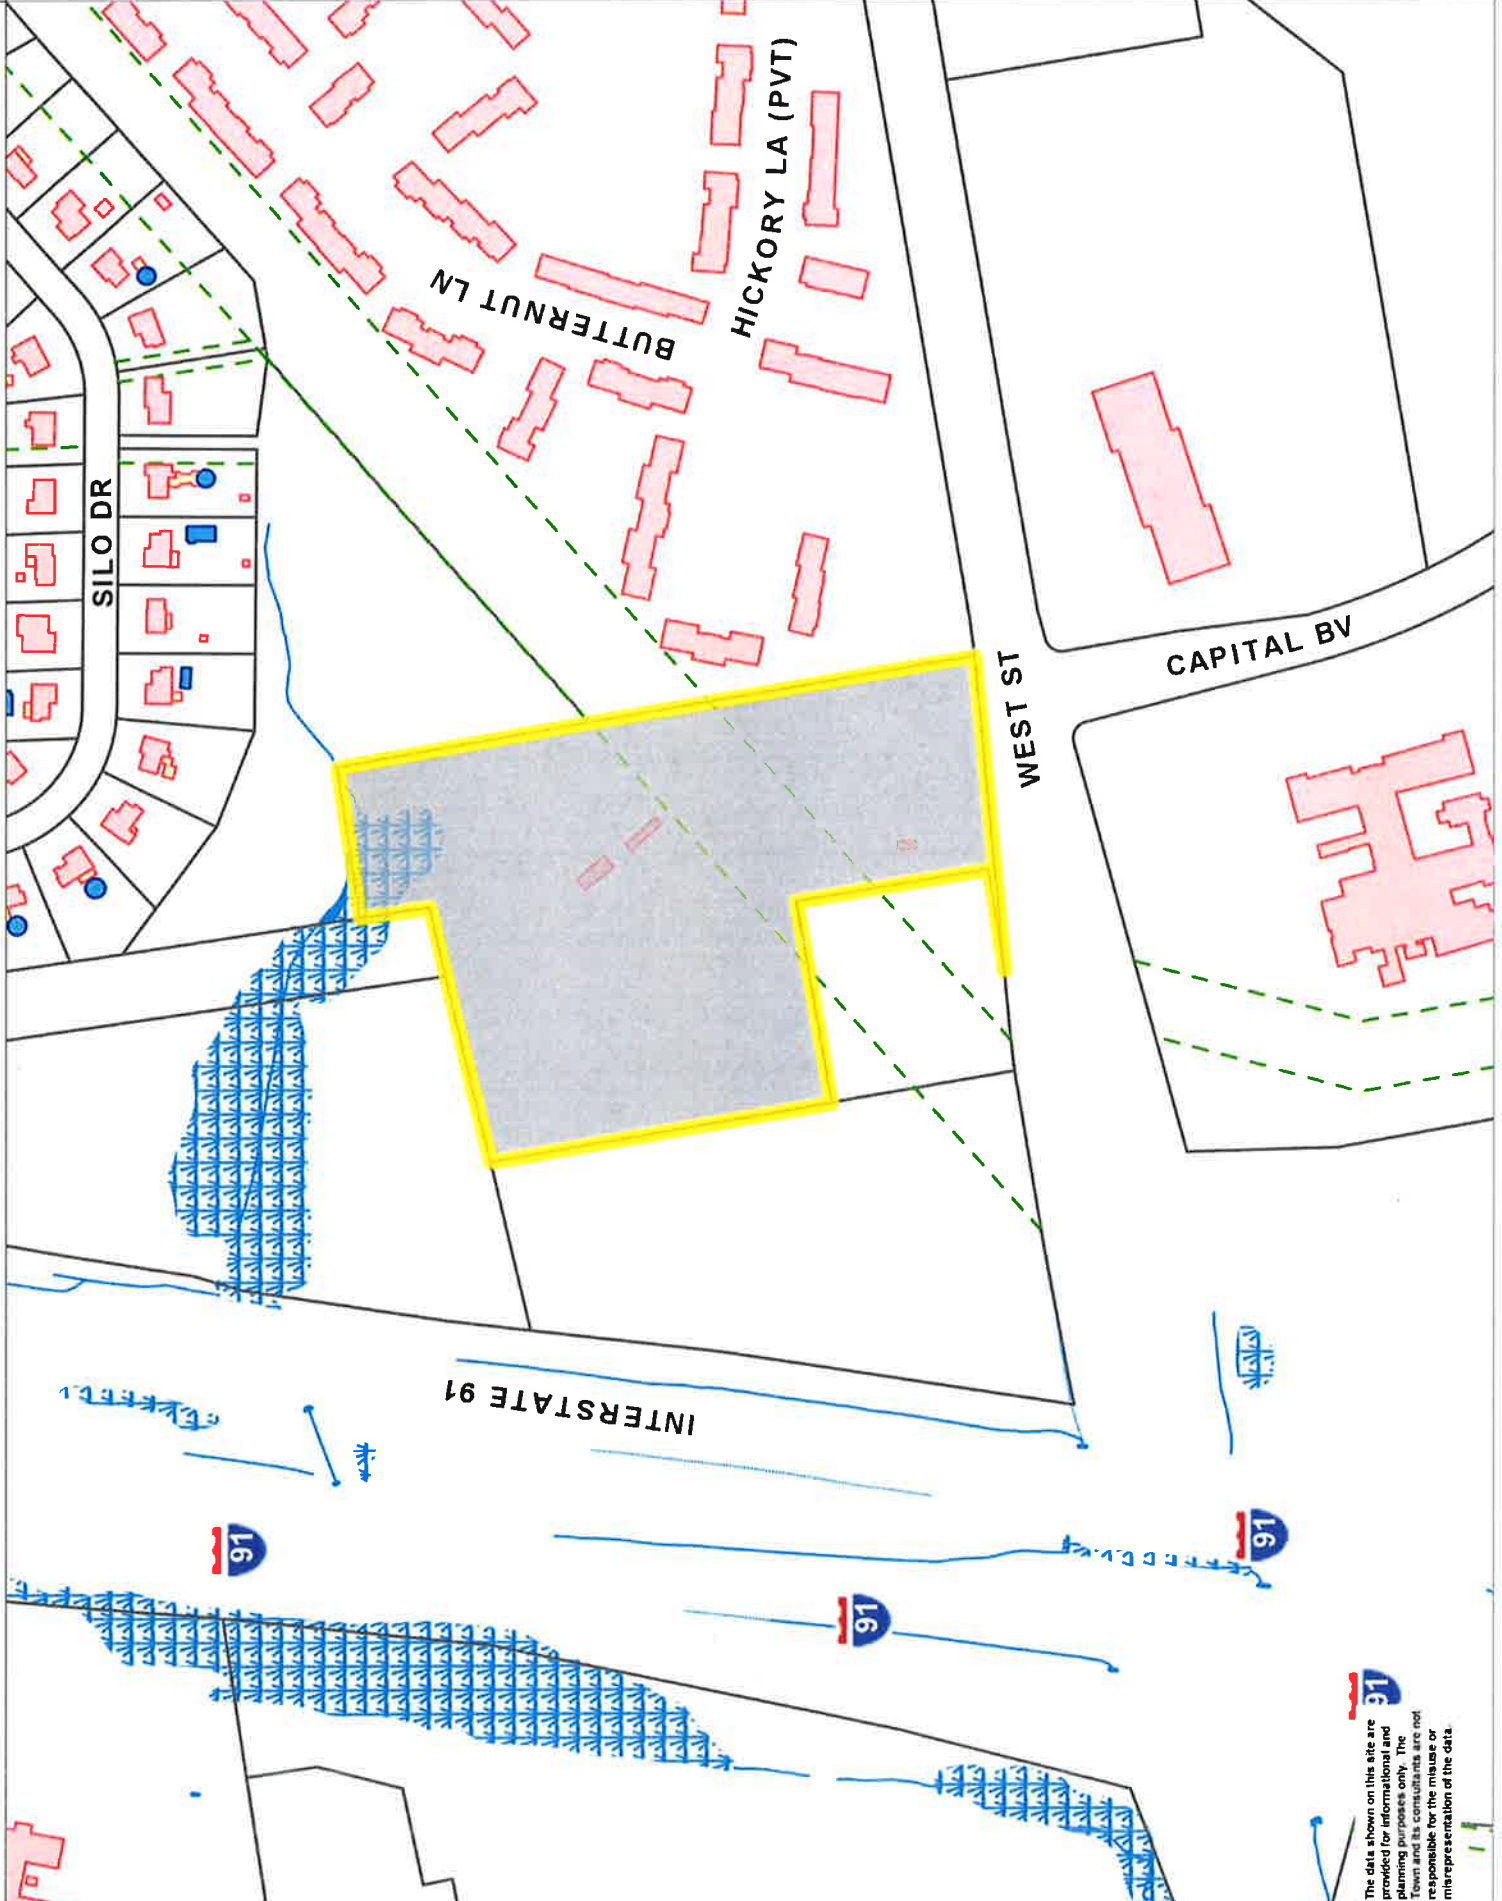 HICKORY LA (PVT)
BUTTERNUT LN
SILO DR
WEST ST
CAPITAL BV
INTERSTATE 91
91
91
91
91
The data shown on this site are
provided for informational and
planning purposes only. The
Town and its consultants are not
responsible for the misuse or
misrepresentation of the data.